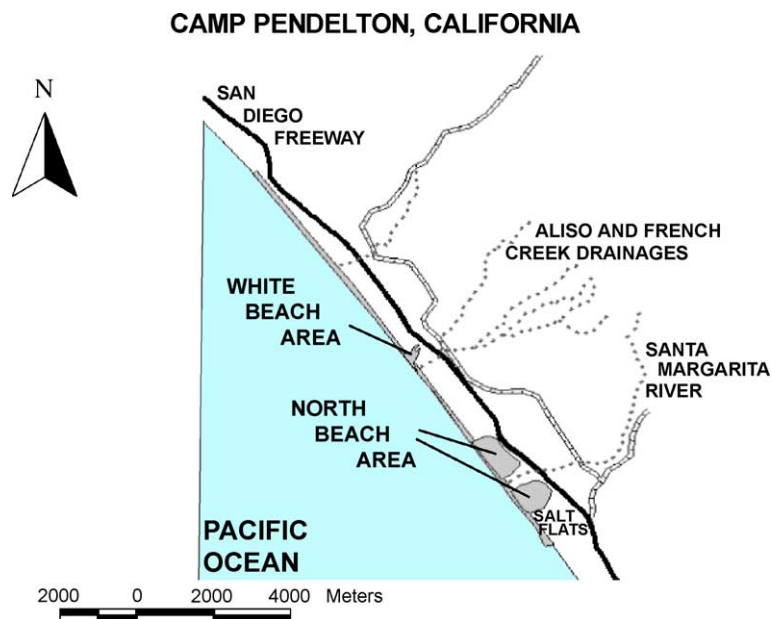 CAMP PENDELTON, CALIFORNIA
N
SAN
DIEGO
FREEWAY
ALISO AND FRENCH
CREEK DRAINAGES
WHITE
BEACH
AREA
SANTA
MARGARITA
RIVER
NORTH
BEACH
AREA
SALT
FLATS
PACIFIC
OCEAN
2000 0 2000 4000 Meters